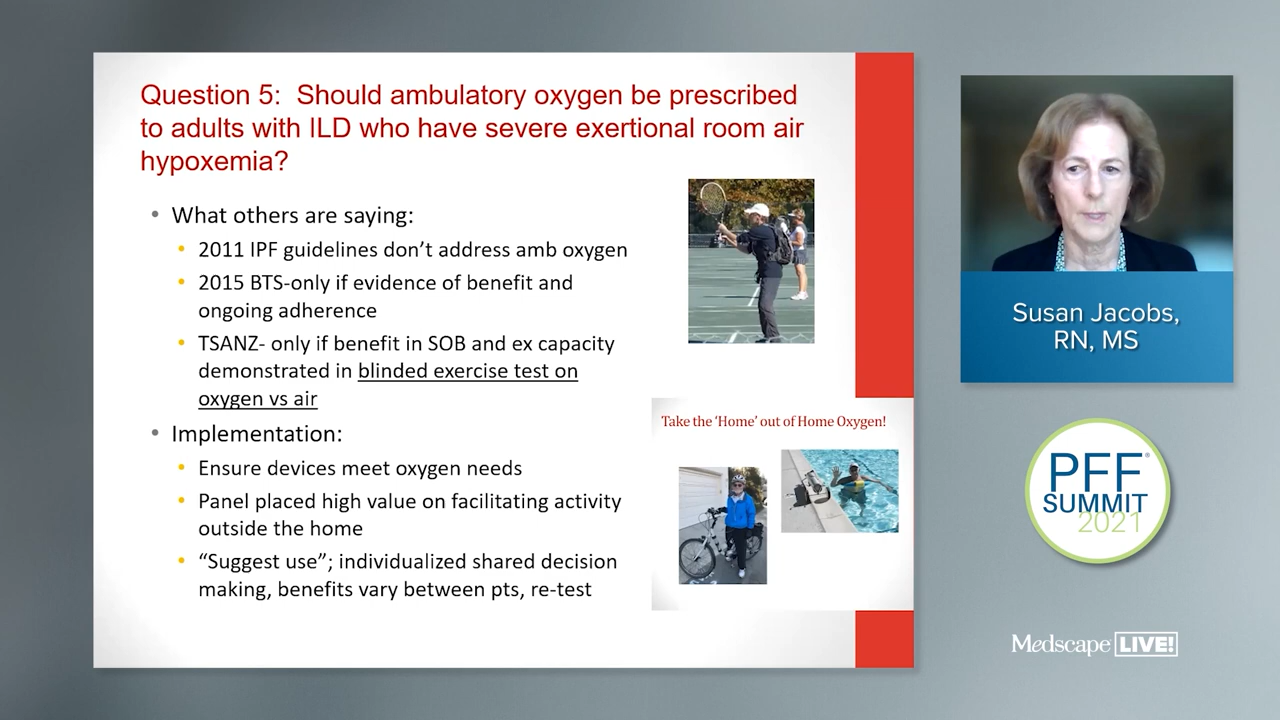 Question 5:  Should ambulatory oxygen be prescribed
to adults with ILD who have severe exertional room air
hypoxemia?
• What others are saying:
• 2011 IPF guidelines don’t address amb oxygen
• 2015 BTS-only if evidence of benefit and
ongoing adherence
• TSANZ- only if benefit in SOB and ex capacity
demonstrated in blinded exercise test on
oxygen vs air
• Implementation:
• Ensure devices meet oxygen needs
• Panel placed high value on facilitating activity
outside the home
• “Suggest use”; individualized shared decision
making, benefits vary between pts, re-test
Take the ‘Home’ out of Home Oxygen!
Susan Jacobs,
RN, MS
PFF®
SUMMIT
2021
Medscape LIVE!